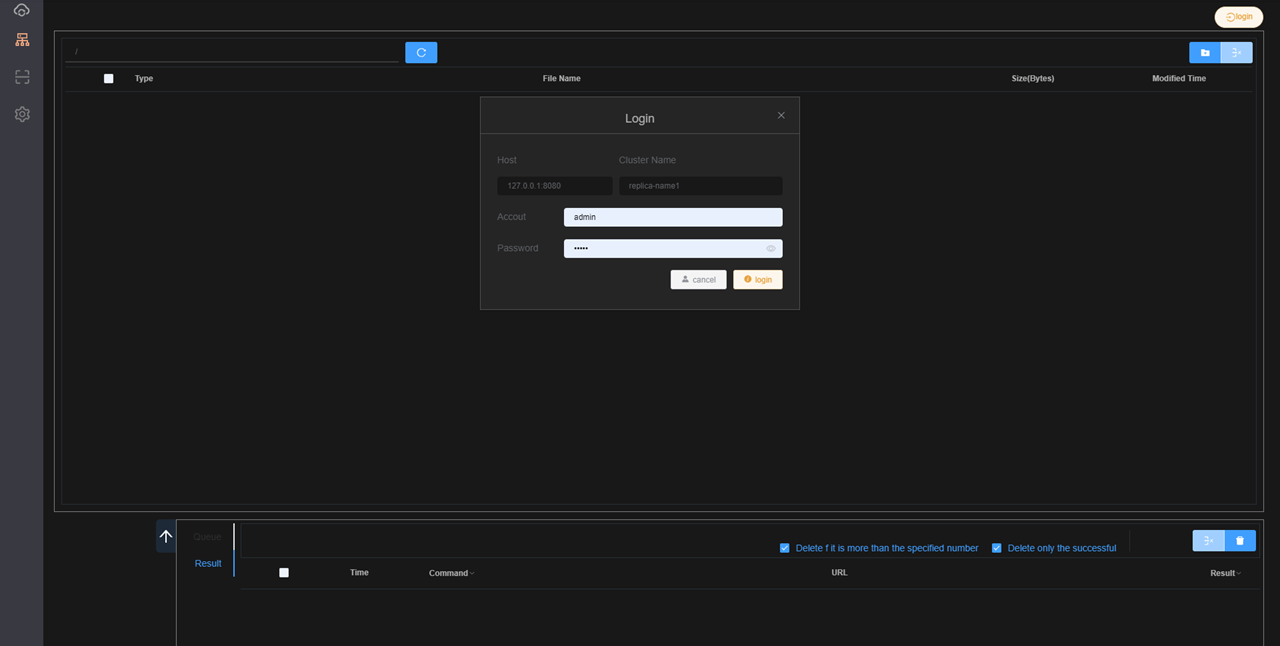 login
/
Type File Name Size(Bytes) Modified Time
Login
Host Cluster Name
127.0.0.1:8080 replica-name1
Accout admin
Password •••••
cancel login
Queue
Delete f it is more than the specified number Delete only the successful
Result
Time Command URL Result